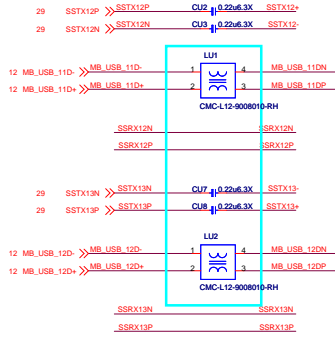 29 SSTX12P SSTX12P CU2 0.22u6.3X SSTX12+
29 SSTX12N SSTX12N CU3 0.22u6.3X SSTX12-
LU1
12 MB_USB_11D- MB_USB_11D- 1 4 MB_USB_11DN
12 MB_USB_11D+ MB_USB_11D+ 2 3 MB_USB_11DP
CMC-L12-9008010-RH
SSRX12N SSRX12N
SSRX12P SSRX12P
29 SSTX13N SSTX13N CU7 0.22u6.3X SSTX13-
29 SSTX13P SSTX13P CU8 0.22u6.3X SSTX13+
LU2
12 MB_USB_12D- MB_USB_12D- 1 4 MB_USB_12DN
12 MB_USB_12D+ MB_USB_12D+ 2 3 MB_USB_12DP
CMC-L12-9008010-RH
SSRX13N SSRX13N
SSRX13P SSRX13P